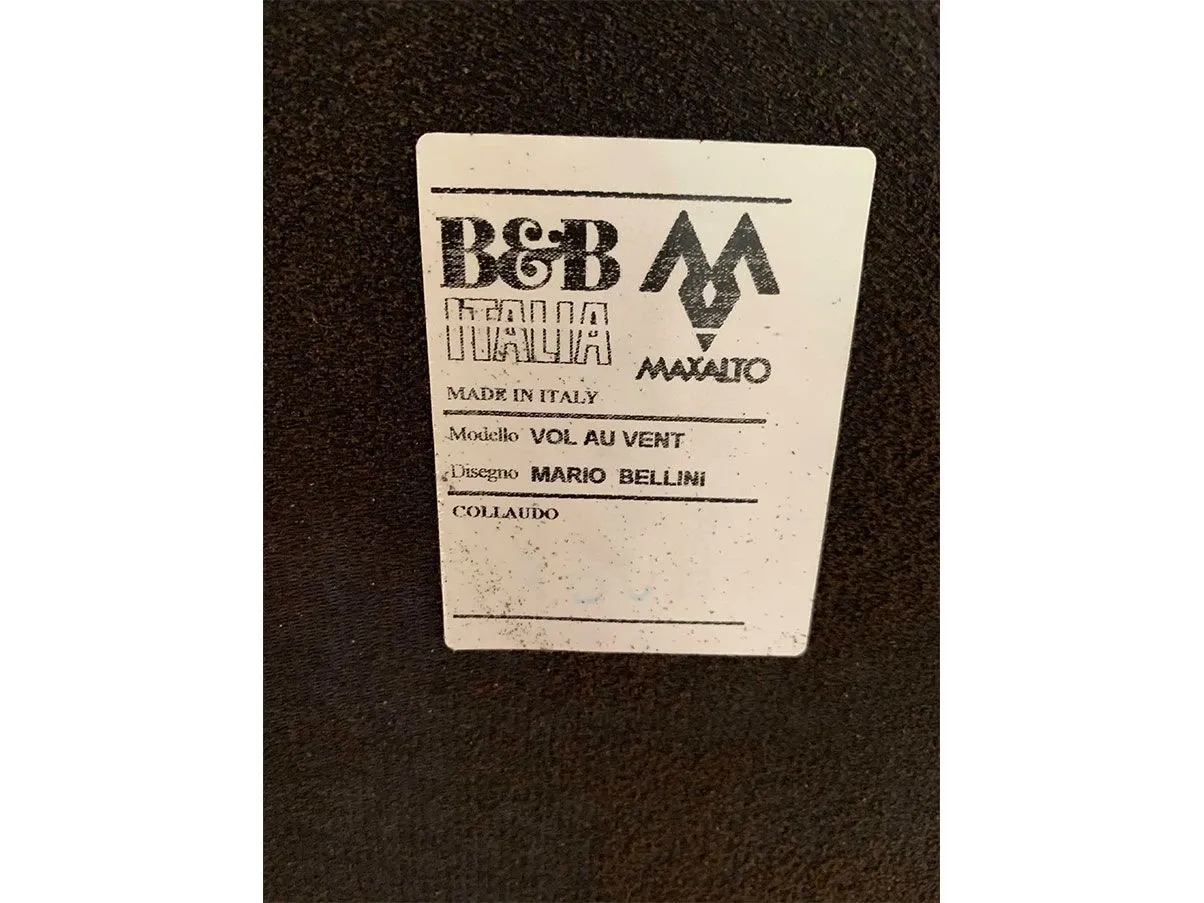 B&B
ITALIA
MAXALTO
MADE IN ITALY
Modello VOL AU VENT
Disegno MARIO BELLINI
COLLAUDO